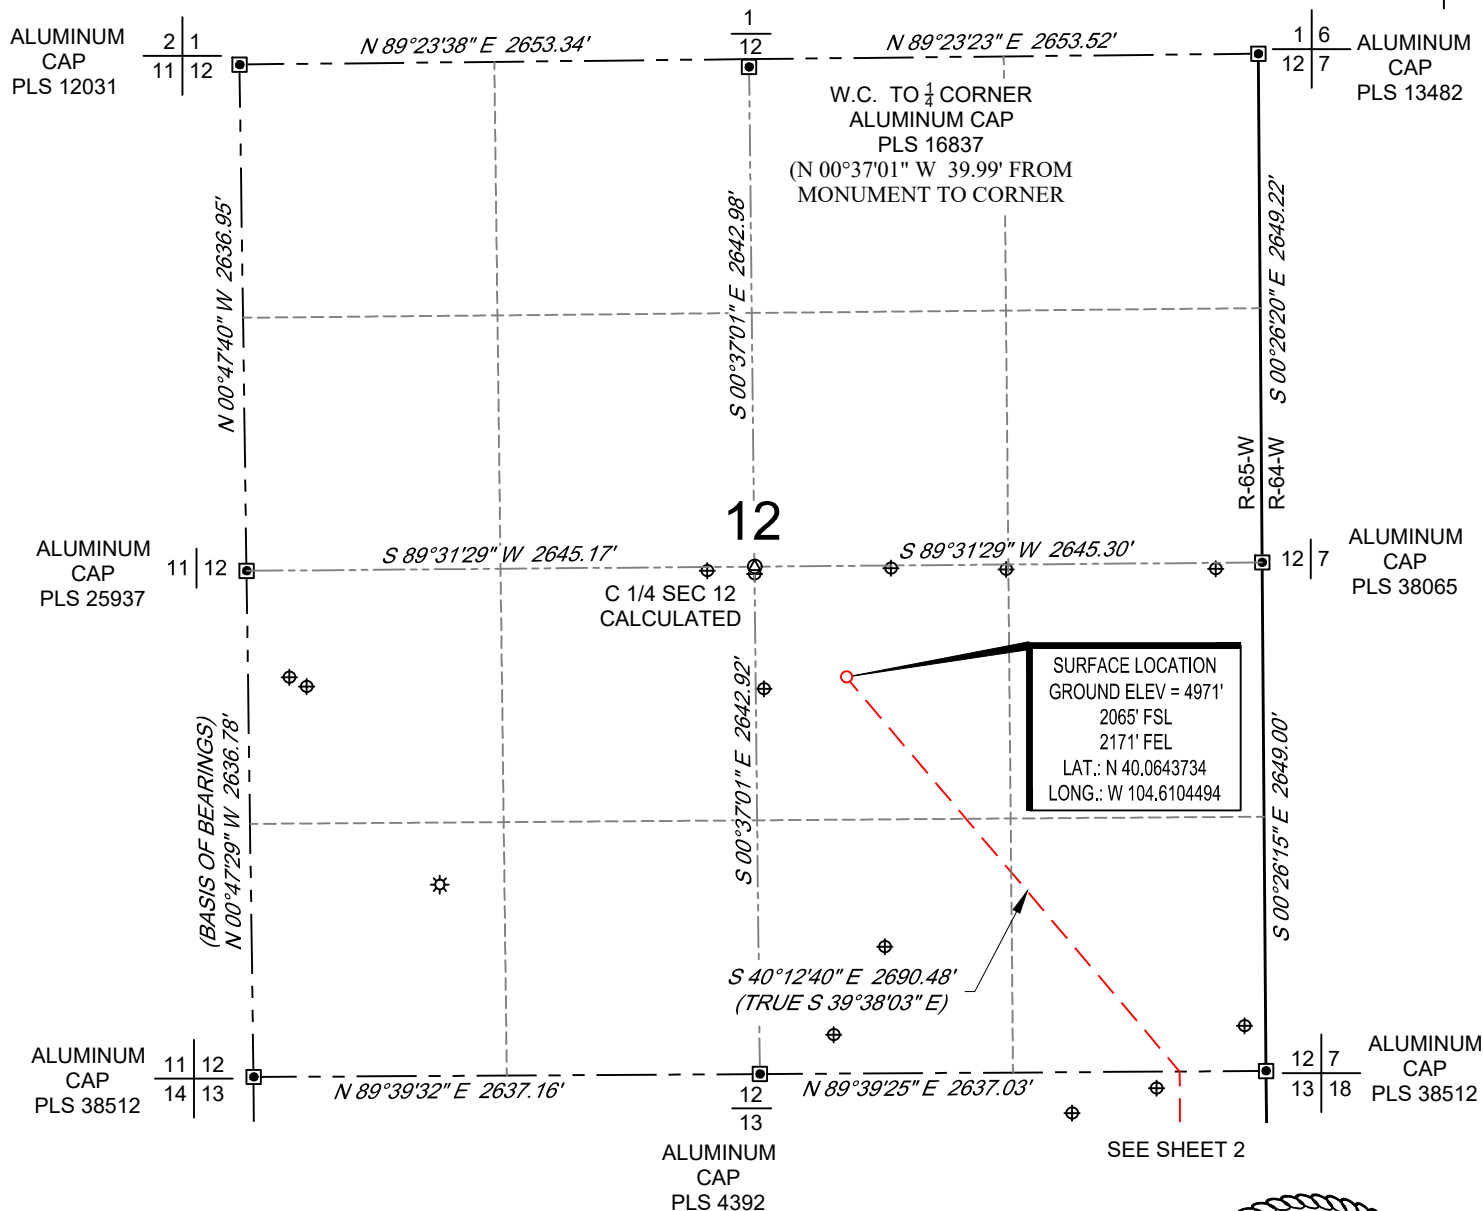 ALUMINUM
CAP
PLS 12031
2 1
11 12
N 89°23'38" E 2653.34'
1
12
N 89°23'23" E 2653.52'
1 6
12 7
ALUMINUM
CAP
PLS 13482
W.C. TO 1/4 CORNER
ALUMINUM CAP
PLS 16837
(N 00°37'01" W 39.99' FROM
MONUMENT TO CORNER
N 00°47'40" W 2636.95'
S 00°37'01" E 2642.98'
S 00°26'20" E 2649.22'
R-65-W
R-64-W
12
ALUMINUM
CAP
PLS 25937
11 12
S 89°31'29" W 2645.17'
S 89°31'29" W 2645.30'
12 7
ALUMINUM
CAP
PLS 38065
C 1/4 SEC 12
CALCULATED
SURFACE LOCATION
GROUND ELEV = 4971'
2065' FSL
2171' FEL
LAT.: N 40.0643734
LONG.: W 104.6104494
(BASIS OF BEARINGS)
N 00°47'29" W 2636.78'
S 00°37'01" E 2642.92'
S 00°26'15" E 2649.00'
S 40°12'40" E 2690.48'
(TRUE S 39°38'03" E)
ALUMINUM
CAP
PLS 38512
11 12
14 13
N 89°39'32" E 2637.16'
12
13
N 89°39'25" E 2637.03'
12 7
13 18
ALUMINUM
CAP
PLS 38512
ALUMINUM
CAP
PLS 4392
SEE SHEET 2